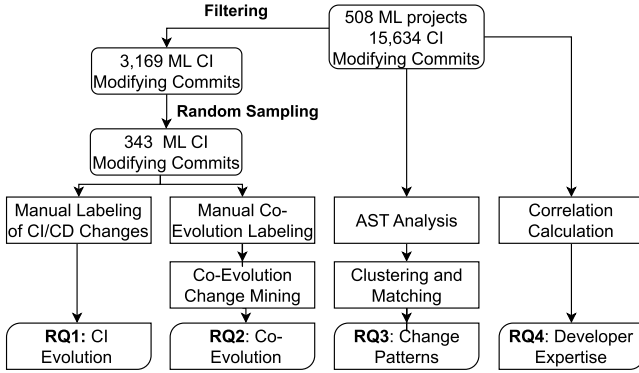 Filtering
508 ML projects
15,634 CI
Modifying Commits
3,169 ML CI
Modifying Commits
Random Sampling
343 ML CI
Modifying Commits
Manual Labeling
of CI/CD Changes
Manual Co-
Evolution Labeling
AST Analysis
Correlation
Calculation
Co-Evolution
Change Mining
Clustering and
Matching
RQ1: CI
Evolution
RQ2: Co-
Evolution
RQ3: Change
Patterns
RQ4: Developer
Expertise